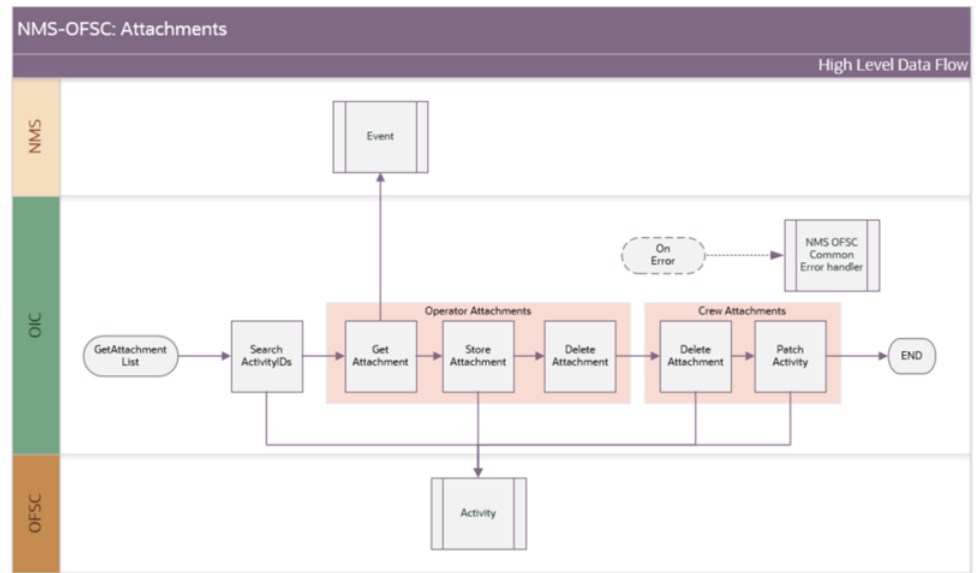 NMS-OFSC: Attachments
High Level Data Flow
NMS
Event
OIC
On
Error
NMS OFSC
Common
Error handler
Operator Attachments
Crew Attachments
GetAttachment
List
Search
ActivityIDs
Get
Attachment
Store
Attachment
Delete
Attachment
Delete
Attachment
Patch
Activity
END
OFSC
Activity